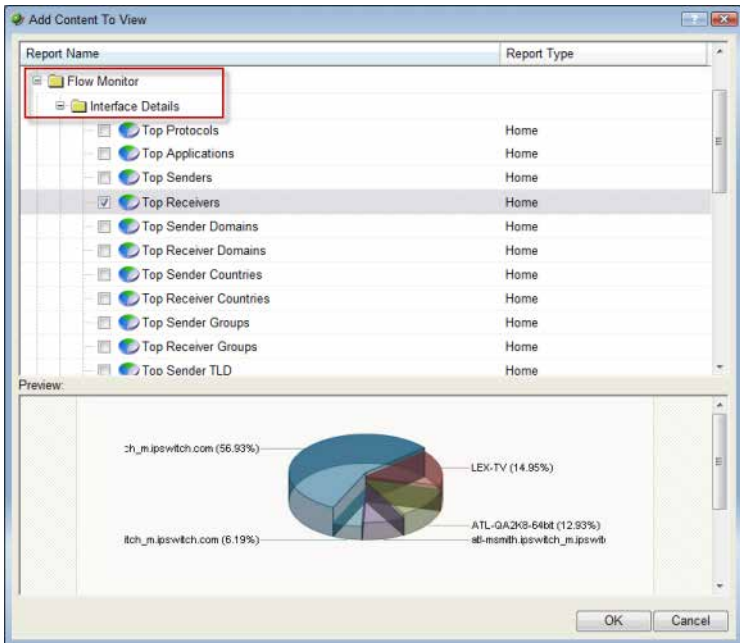 Add Content To View
Report Name Report Type
Flow Monitor
Interface Details
Top Protocols Home
Top Applications Home
Top Senders Home
Top Receivers Home
Top Sender Domains Home
Top Receiver Domains Home
Top Sender Countries Home
Top Receiver Countries Home
Top Sender Groups Home
Top Receiver Groups Home
Top Sender TLD Home
Preview:
:h_m.ipswitch.com (56.93%)
LEX-TV (14.95%)
ATL-QA2K8-64bit (12.93%)
itch_m.ipswitch.com (6.19%)
atl-msmith.ipswitch_m.ipswit
OK Cancel